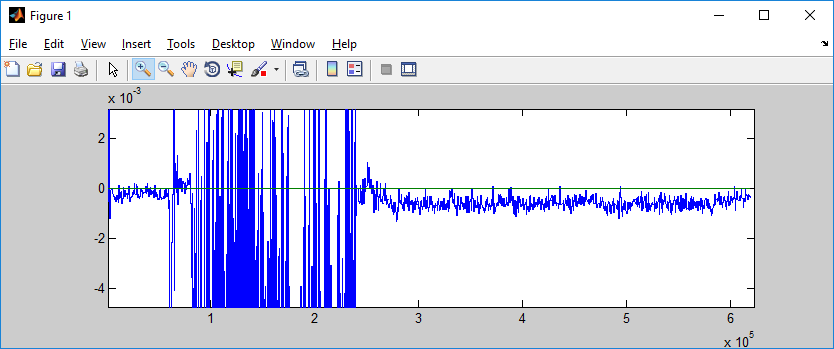 Figure 1
File Edit View Insert Tools Desktop Window Help
x 10^-3
2
0
-2
-4
1 2 3 4 5 6
x 10^5